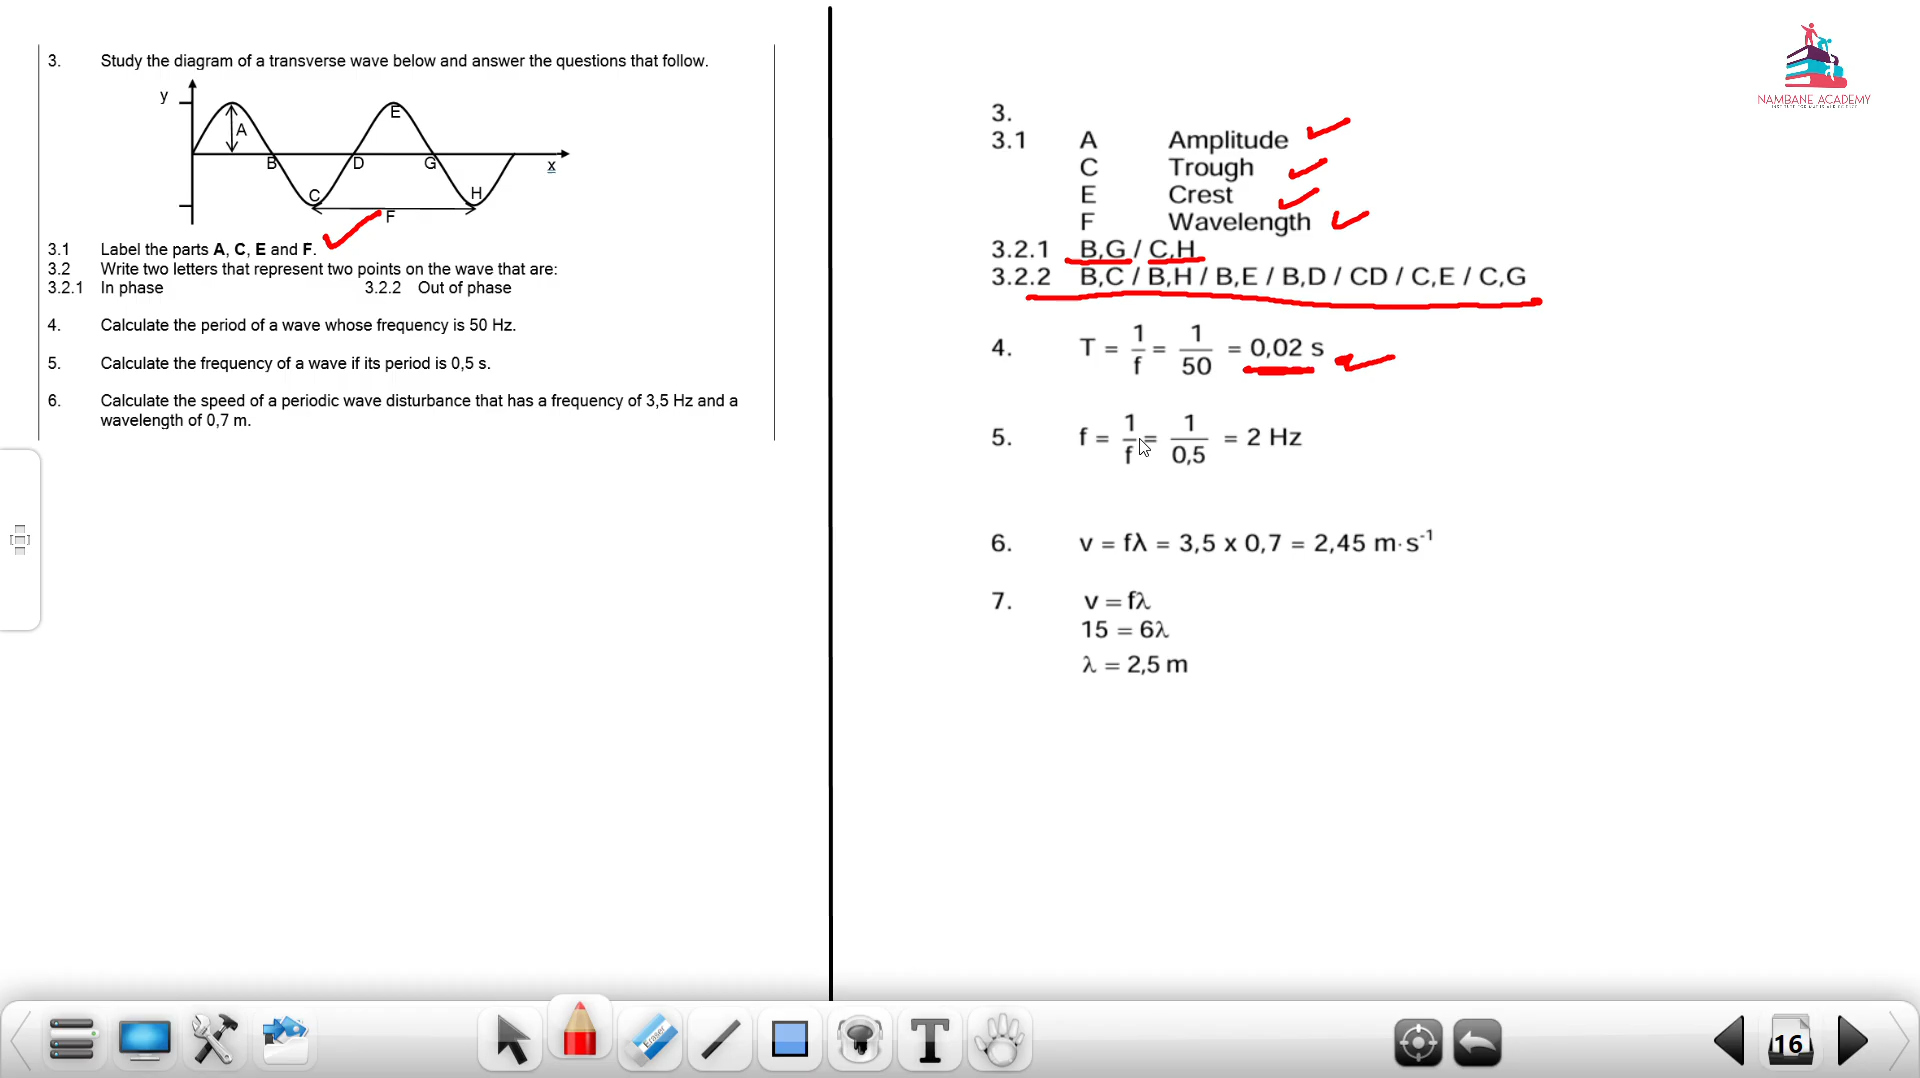 3. Study the diagram of a transverse wave below and answer the questions that follow.
y
A
B
C
D
E
F
G
H
x
3.1 Label the parts A, C, E and F.
3.2 Write two letters that represent two points on the wave that are:
3.2.1 In phase 3.2.2 Out of phase
4. Calculate the period of a wave whose frequency is 50 Hz.
5. Calculate the frequency of a wave if its period is 0,5 s.
6. Calculate the speed of a periodic wave disturbance that has a frequency of 3,5 Hz and a
wavelength of 0,7 m.
3.
3.1 A Amplitude
C Trough
E Crest
F Wavelength
3.2.1 B,G / C,H
3.2.2 B,C / B,H / B,E / B,D / CD / C,E / C,G
4. T = 1/f = 1/50 = 0,02 s
5. f = 1/f = 1/0,5 = 2 Hz
6. v = fλ = 3,5 x 0,7 = 2,45 m·s⁻¹
7. v = fλ
15 = 6λ
λ = 2,5 m
NAMBANE ACADEMY
Eraser
T
16